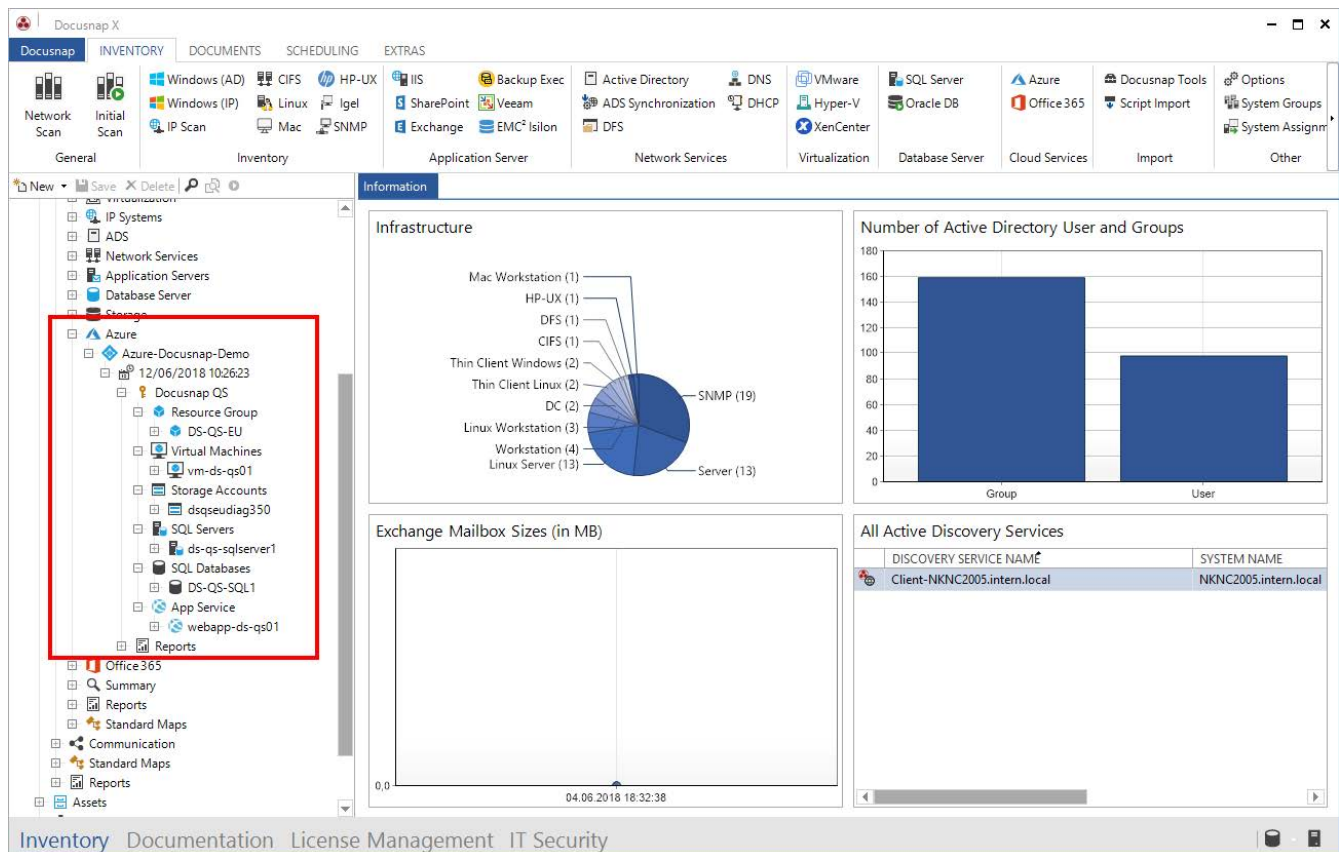 Docusnap X
Docusnap INVENTORY DOCUMENTS SCHEDULING EXTRAS
Network Scan
Initial Scan
General
Windows (AD) CIFS HP-UX
Windows (IP) Linux Igel
IP Scan Mac SNMP
Inventory
IIS Backup Exec
SharePoint Veeam
Exchange EMC² Isilon
Application Server
Active Directory DNS
ADS Synchronization DHCP
DFS
Network Services
VMware
Hyper-V
XenCenter
Virtualization
SQL Server
Oracle DB
Database Server
Azure
Office 365
Cloud Services
Docusnap Tools
Script Import
Import
Options
System Groups
System Assignm
Other
New Save Delete
Virtualization
IP Systems
ADS
Network Services
Application Servers
Database Server
Storage
Azure
Azure-Docusnap-Demo
12/06/2018 10:26:23
Docusnap QS
Resource Group
DS-QS-EU
Virtual Machines
vm-ds-qs01
Storage Accounts
dsqseudiag350
SQL Servers
ds-qs-sqlserver1
SQL Databases
DS-QS-SQL1
App Service
webapp-ds-qs01
Reports
Office 365
Summary
Reports
Standard Maps
Communication
Standard Maps
Reports
Assets
Information
Infrastructure
Mac Workstation (1)
HP-UX (1)
DFS (1)
CIFS (1)
Thin Client Windows (2)
Thin Client Linux (2)
DC (2)
Linux Workstation (3)
Workstation (4)
Linux Server (13)
SNMP (19)
Server (13)
Number of Active Directory User and Groups
180
160
140
120
100
80
60
40
20
0
Group User
Exchange Mailbox Sizes (in MB)
0,0
04.06.2018 18:32:38
All Active Discovery Services
DISCOVERY SERVICE NAME SYSTEM NAME
Client-NKNC2005.intern.local NKNC2005.intern.local
Inventory Documentation License Management IT Security